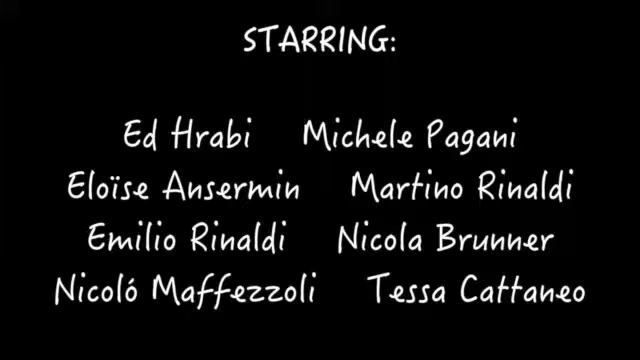 STARRING:
Ed Hrabi Michele Pagani
Eloïse Ansermin Martino Rinaldi
Emilio Rinaldi Nicola Brunner
Nicoló Maffezzoli Tessa Cattaneo